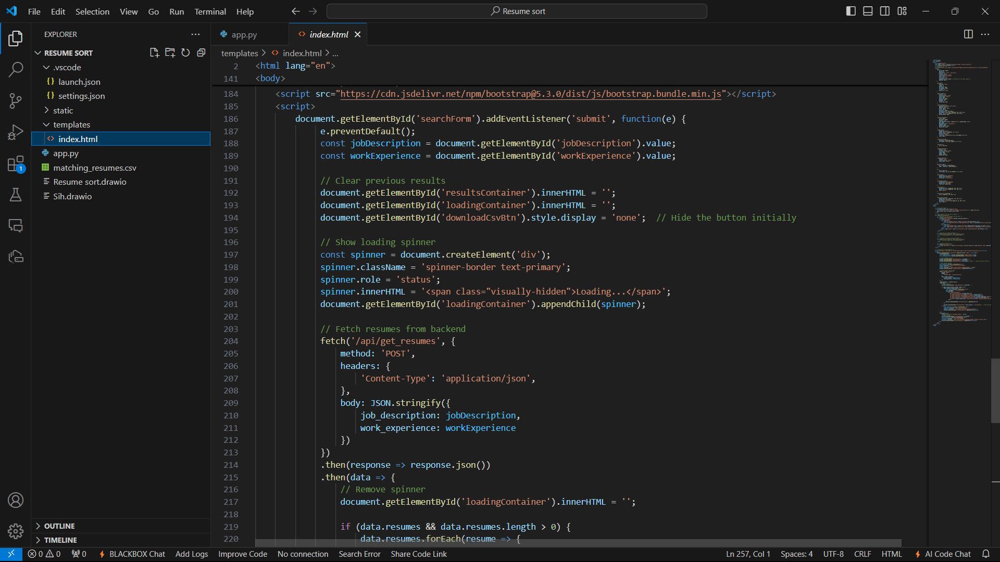 File Edit Selection View Go Run Terminal Help
Resume sort
EXPLORER
RESUME SORT
.vscode
launch.json
settings.json
static
templates
index.html
app.py
matching_resumes.csv
Resume sort.drawio
Sih.drawio
OUTLINE
TIMELINE
1
app.py
index.html
templates > index.html > ...
2 <html lang="en">
141 <body>
184 <script src="https://cdn.jsdelivr.net/npm/bootstrap@5.3.0/dist/js/bootstrap.bundle.min.js"></script>
185 <script>
186 document.getElementById('searchForm').addEventListener('submit', function(e) {
187 e.preventDefault();
188 const jobDescription = document.getElementById('jobDescription').value;
189 const workExperience = document.getElementById('workExperience').value;
190
191 // Clear previous results
192 document.getElementById('resultsContainer').innerHTML = '';
193 document.getElementById('loadingContainer').innerHTML = '';
194 document.getElementById('downloadCsvBtn').style.display = 'none'; // Hide the button initially
195
196 // Show loading spinner
197 const spinner = document.createElement('div');
198 spinner.className = 'spinner-border text-primary';
199 spinner.role = 'status';
200 spinner.innerHTML = '<span class="visually-hidden">Loading...</span>';
201 document.getElementById('loadingContainer').appendChild(spinner);
202
203 // Fetch resumes from backend
204 fetch('/api/get_resumes', {
205 method: 'POST',
206 headers: {
207 'Content-Type': 'application/json',
208 },
209 body: JSON.stringify({
210 job_description: jobDescription,
211 work_experience: workExperience
212 })
213 })
214 .then(response => response.json())
215 .then(data => {
216 // Remove spinner
217 document.getElementById('loadingContainer').innerHTML = '';
218
219 if (data.resumes && data.resumes.length > 0) {
220 data.resumes.forEach(resume => {
0 0 0 BLACKBOX Chat Add Logs Improve Code No connection Search Error Share Code Link Ln 257, Col 1 Spaces: 4 UTF-8 CRLF HTML AI Code Chat